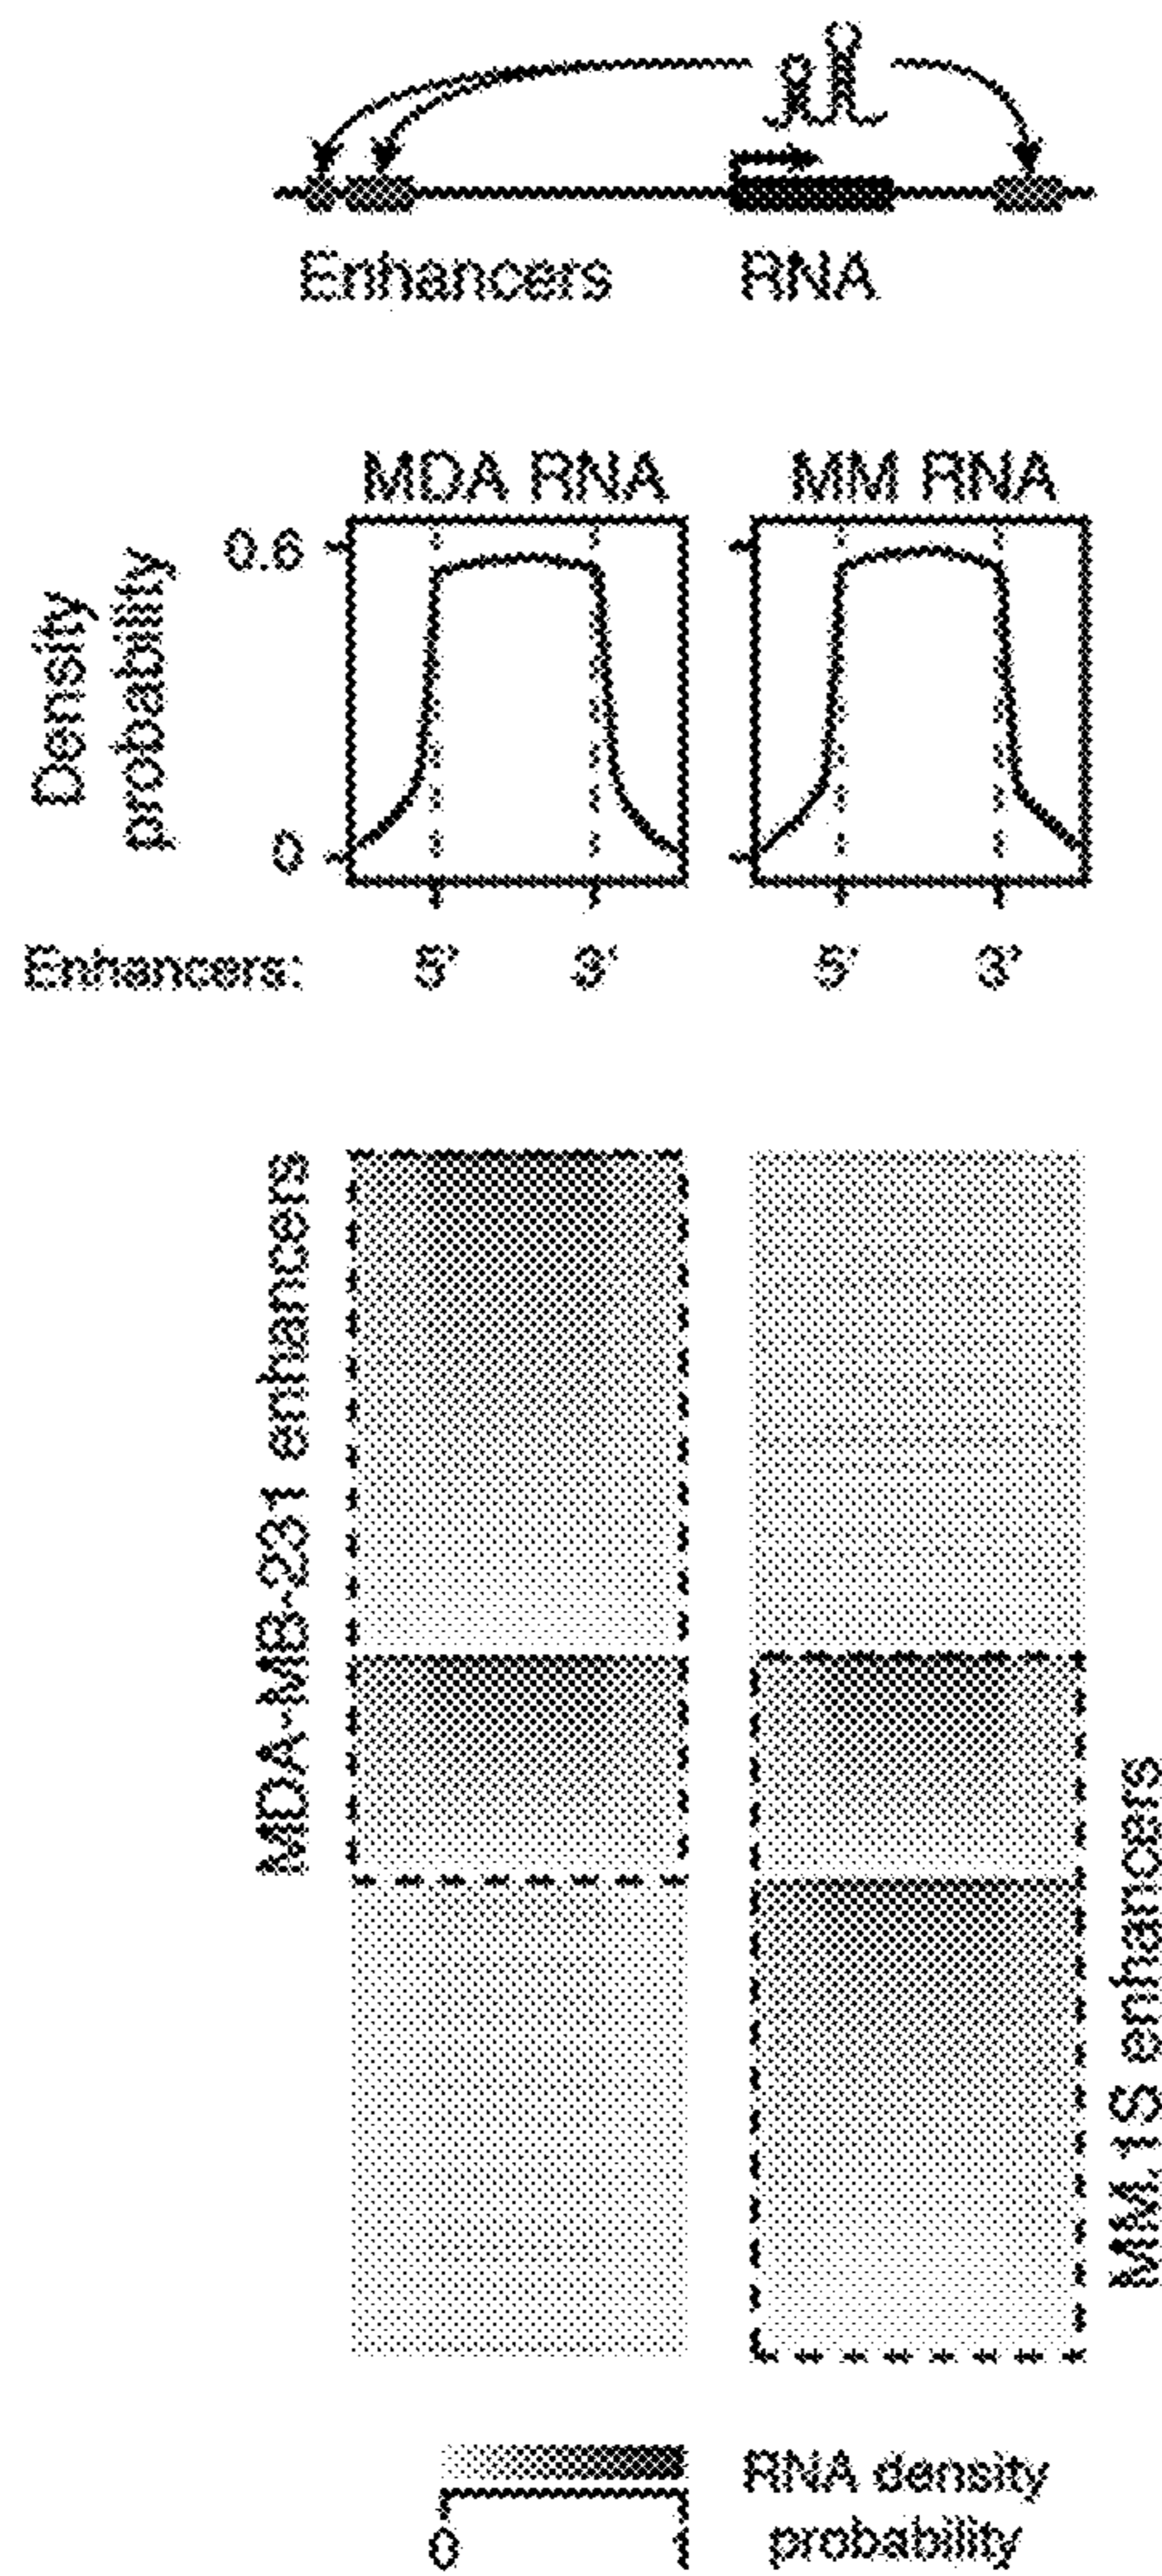 Enhancers RNA
MDA RNA MM RNA
Density
probability
0.6
0
Enhancers: 5' 3' 5' 3'
MDA-MB-231 enhancers
MM.1S enhancers
0 1
RNA density
probability